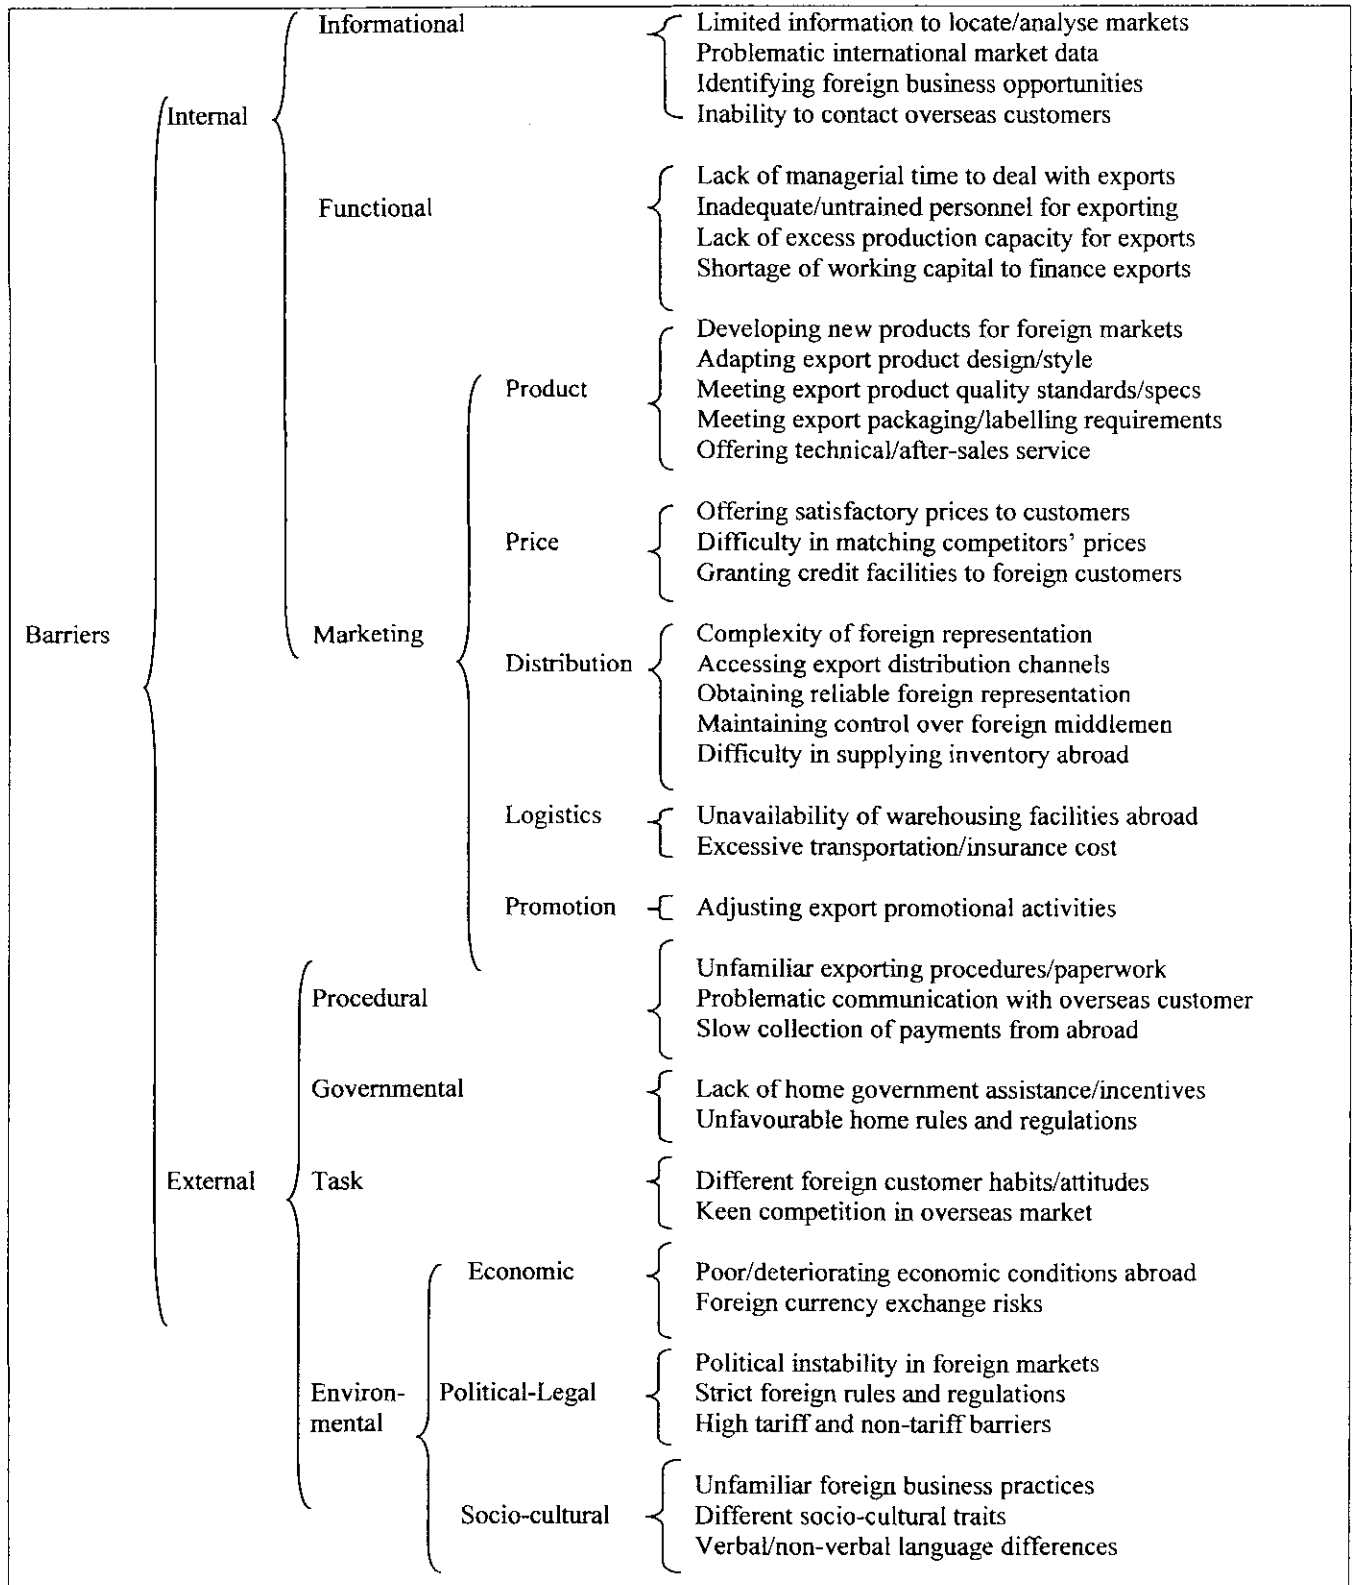 Informational
Limited information to locate/analyse markets
Problematic international market data
Identifying foreign business opportunities
Internal
Inability to contact overseas customers
Functional
Lack of managerial time to deal with exports
Inadequate/untrained personnel for exporting
Lack of excess production capacity for exports
Shortage of working capital to finance exports
Product
Developing new products for foreign markets
Adapting export product design/style
Meeting export product quality standards/specs
Meeting export packaging/labelling requirements
Offering technical/after-sales service
Price
Offering satisfactory prices to customers
Difficulty in matching competitors' prices
Granting credit facilities to foreign customers
Barriers
Marketing
Distribution
Complexity of foreign representation
Accessing export distribution channels
Obtaining reliable foreign representation
Maintaining control over foreign middlemen
Difficulty in supplying inventory abroad
Logistics
Unavailability of warehousing facilities abroad
Excessive transportation/insurance cost
Promotion
Adjusting export promotional activities
Procedural
Unfamiliar exporting procedures/paperwork
Problematic communication with overseas customer
Slow collection of payments from abroad
Governmental
Lack of home government assistance/incentives
Unfavourable home rules and regulations
External
Task
Different foreign customer habits/attitudes
Keen competition in overseas market
Economic
Poor/deteriorating economic conditions abroad
Foreign currency exchange risks
Environ-
mental
Political-Legal
Political instability in foreign markets
Strict foreign rules and regulations
High tariff and non-tariff barriers
Socio-cultural
Unfamiliar foreign business practices
Different socio-cultural traits
Verbal/non-verbal language differences